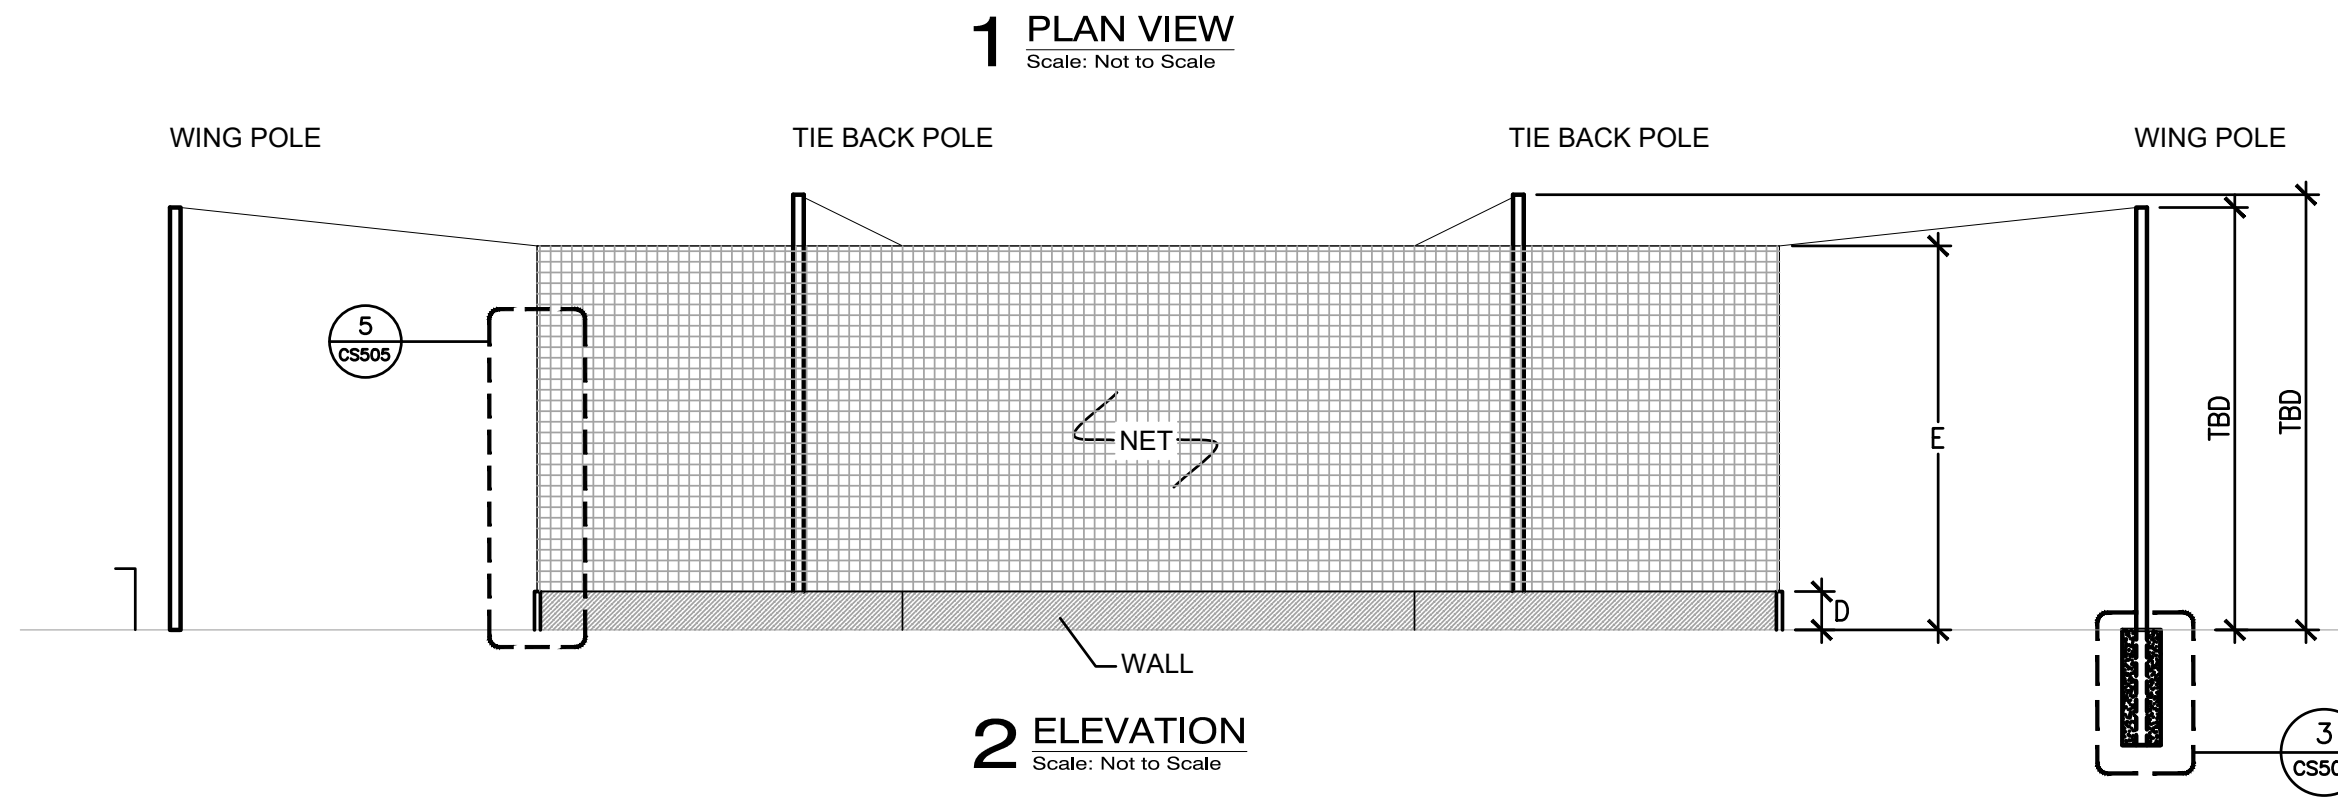 1 PLAN VIEW
Scale: Not to Scale
WING POLE
TIE BACK POLE
TIE BACK POLE
WING POLE
5
CS505
NET
E
TBD
TBD
D
WALL
2 ELEVATION
Scale: Not to Scale
3